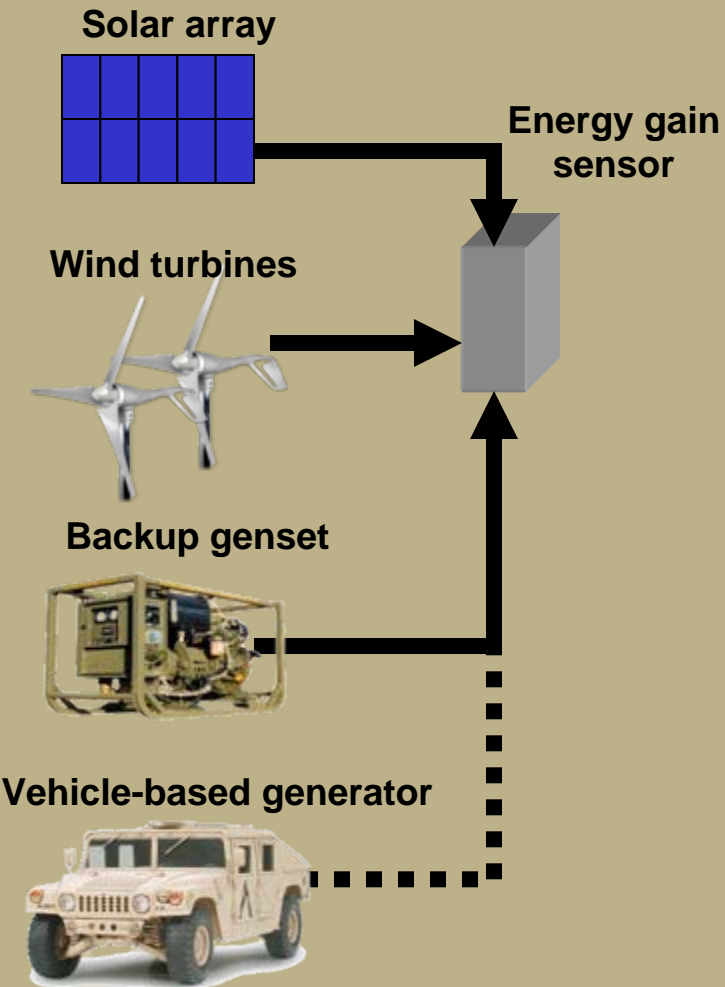 Solar array
Energy gain
sensor
Wind turbines
Backup genset
Vehicle-based generator